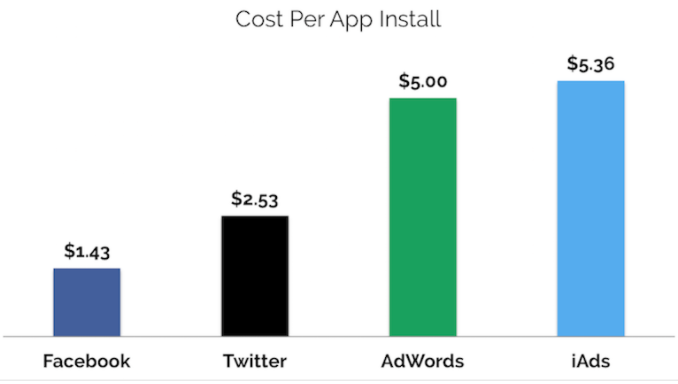 Cost Per App Install
$1.43
$2.53
$5.00
$5.36
Facebook
Twitter
AdWords
iAds